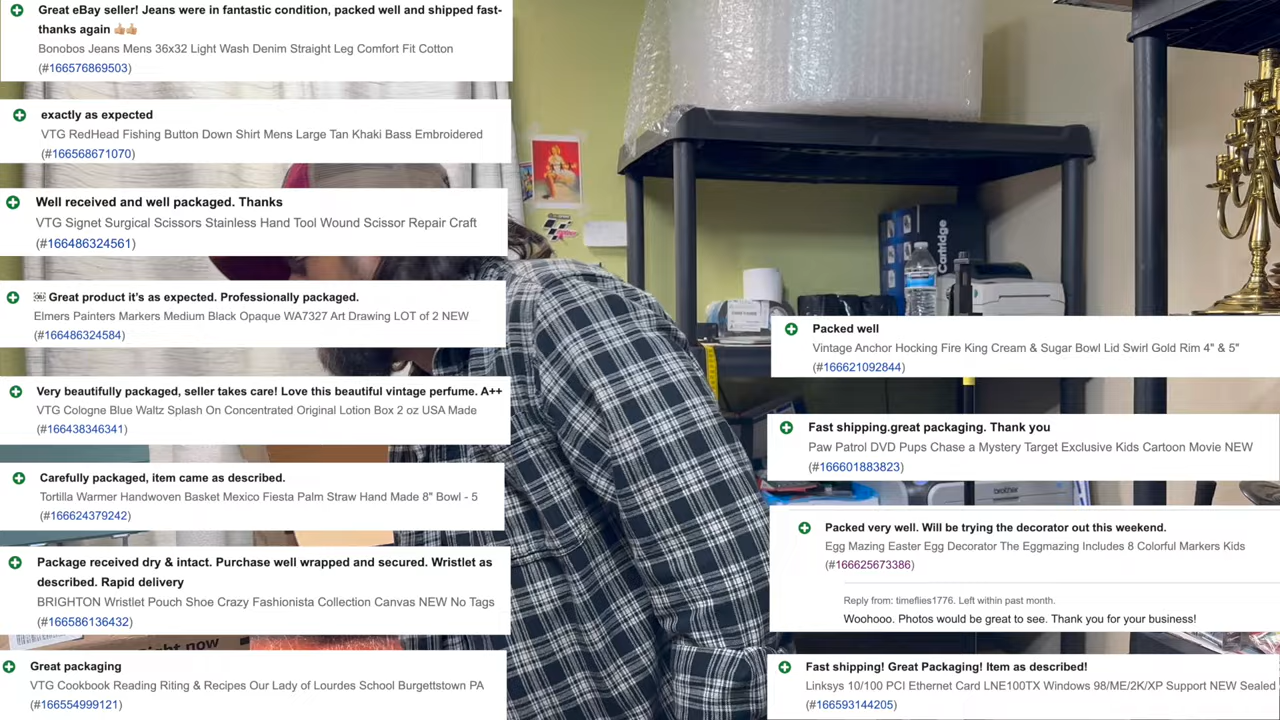 Great eBay seller! Jeans were in fantastic condition, packed well and shipped fast-
thanks again 👍🏼👍🏼
Bonobos Jeans Mens 36x32 Light Wash Denim Straight Leg Comfort Fit Cotton
(#166576869503)
exactly as expected
VTG RedHead Fishing Button Down Shirt Mens Large Tan Khaki Bass Embroidered
(#166568671070)
Well received and well packaged. Thanks
VTG Signet Surgical Scissors Stainless Hand Tool Wound Scissor Repair Craft
(#166486324561)
Great product it's as expected. Professionally packaged.
Elmers Painters Markers Medium Black Opaque WA7327 Art Drawing LOT of 2 NEW
(#166486324584)
Very beautifully packaged, seller takes care! Love this beautiful vintage perfume. A++
VTG Cologne Blue Waltz Splash On Concentrated Original Lotion Box 2 oz USA Made
(#166438346341)
Carefully packaged, item came as described.
Tortilla Warmer Handwoven Basket Mexico Fiesta Palm Straw Hand Made 8" Bowl - 5
(#166624379242)
Package received dry & intact. Purchase well wrapped and secured. Wristlet as
described. Rapid delivery
BRIGHTON Wristlet Pouch Shoe Crazy Fashionista Collection Canvas NEW No Tags
(#166586136432)
right now
Great packaging
VTG Cookbook Reading Riting & Recipes Our Lady of Lourdes School Burgettstown PA
(#166554999121)
Cartridge
Packed well
Vintage Anchor Hocking Fire King Cream & Sugar Bowl Lid Swirl Gold Rim 4" & 5"
(#166621092844)
Fast shipping.great packaging. Thank you
Paw Patrol DVD Pups Chase a Mystery Target Exclusive Kids Cartoon Movie NEW
(#166601883823)
brother
Packed very well. Will be trying the decorator out this weekend.
Egg Mazing Easter Egg Decorator The Eggmazing Includes 8 Colorful Markers Kids
(#166625673386)
Reply from: timeflies1776. Left within past month.
Woohooo. Photos would be great to see. Thank you for your business!
Fast shipping! Great Packaging! Item as described!
Linksys 10/100 PCI Ethernet Card LNE100TX Windows 98/ME/2K/XP Support NEW Sealed
(#166593144205)